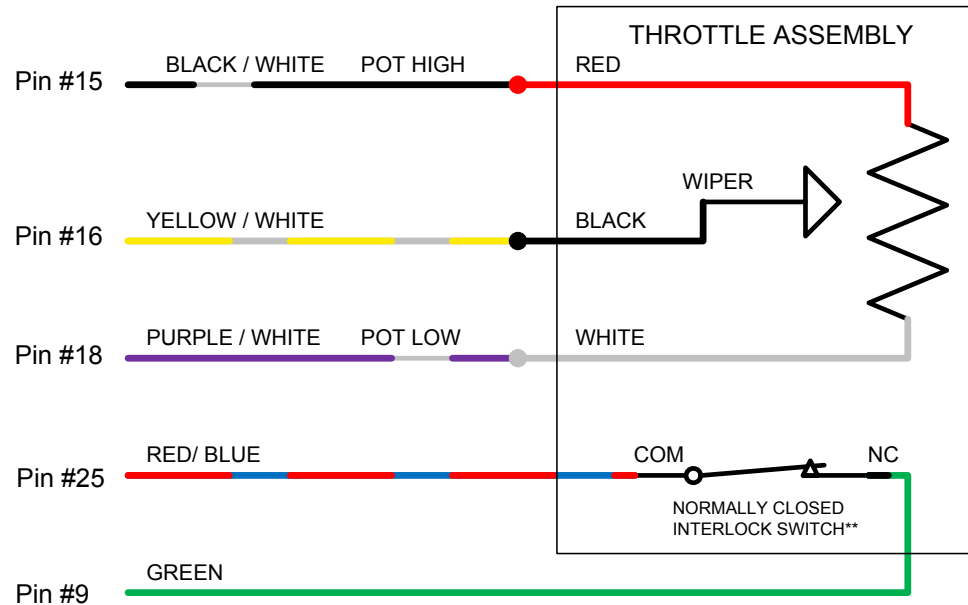 THROTTLE ASSEMBLY
Pin #15 BLACK / WHITE POT HIGH RED
WIPER
Pin #16 YELLOW / WHITE BLACK
Pin #18 PURPLE / WHITE POT LOW WHITE
Pin #25 RED/ BLUE COM NC
NORMALLY CLOSED
INTERLOCK SWITCH**
Pin #9 GREEN